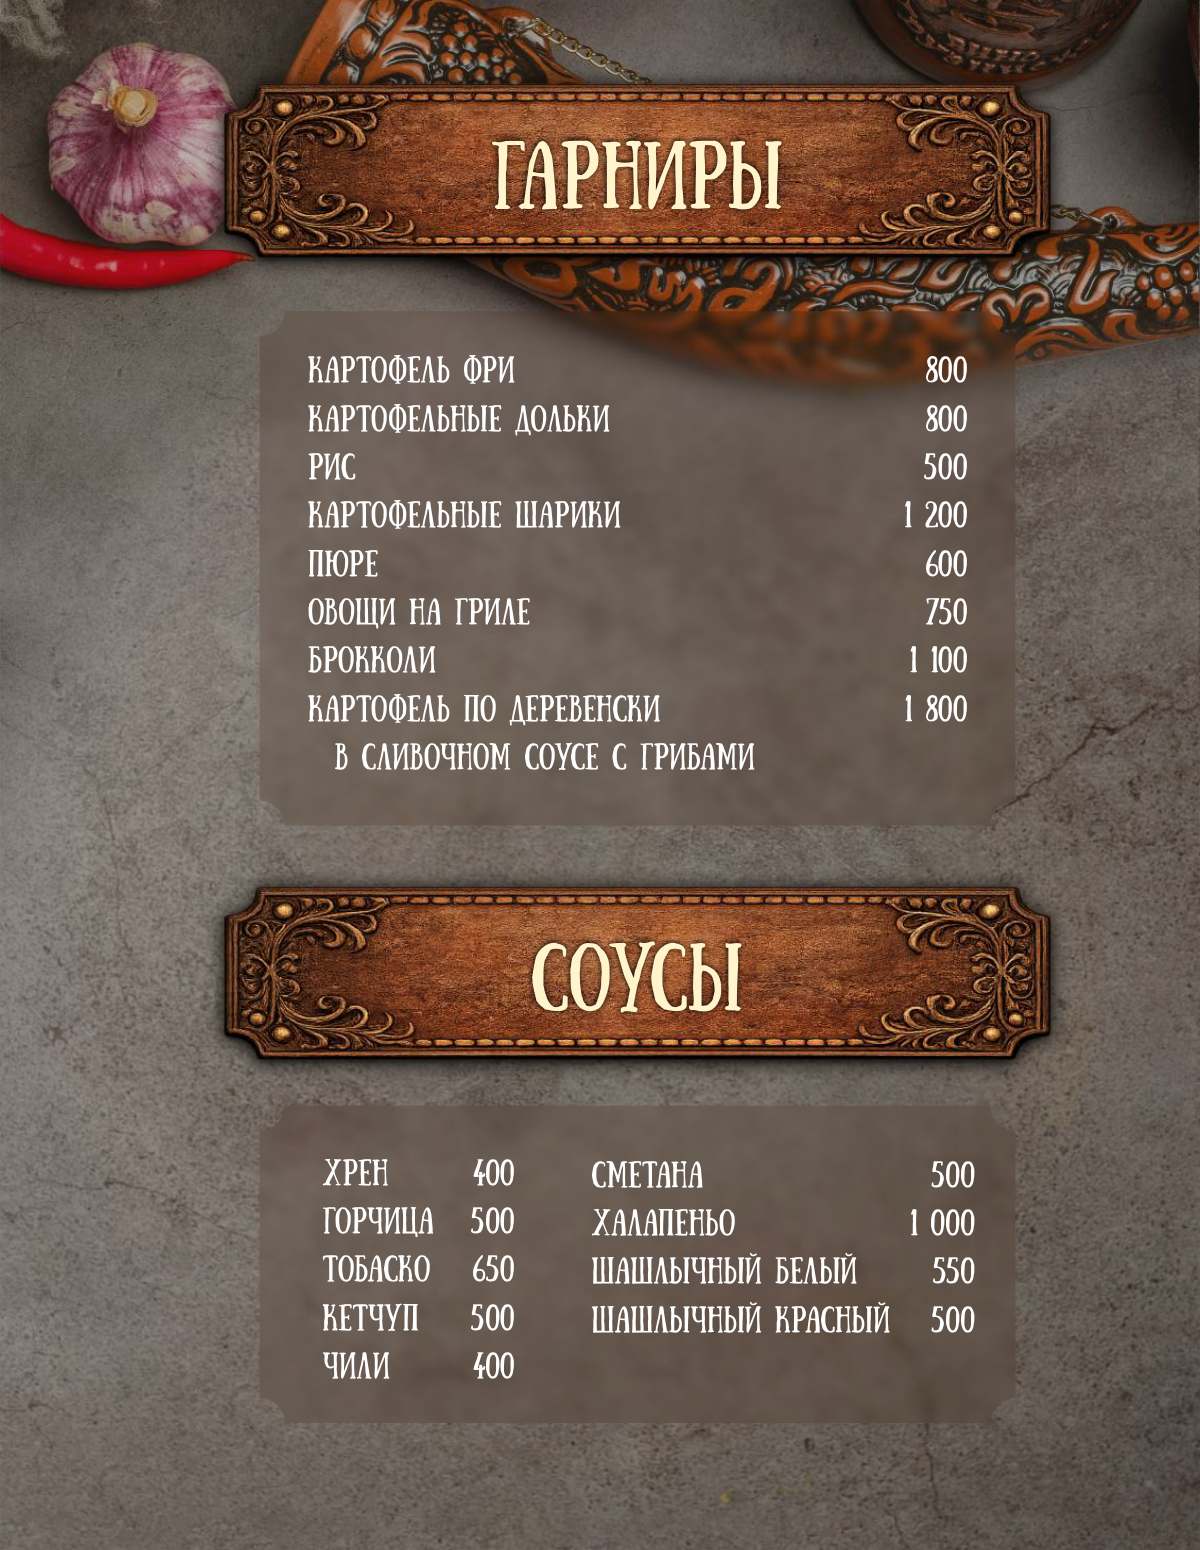 ГАРНИРЫ
КАРТОФЕЛЬ ФРИ 800
КАРТОФЕЛЬНЫЕ ДОЛЬКИ 800
РИС 500
КАРТОФЕЛЬНЫЕ ШАРИКИ 1 200
ПЮРЕ 600
ОВОЩИ НА ГРИЛЕ 750
БРОККОЛИ 1 100
КАРТОФЕЛЬ ПО ДЕРЕВЕНСКИ 1 800
В СЛИВОЧНОМ СОУСЕ С ГРИБАМИ
СОУСЫ
ХРЕН 400
ГОРЧИЦА 500
ТОБАСКО 650
КЕТЧУП 500
ЧИЛИ 400
СМЕТАНА 500
ХАЛАПЕНЬО 1 000
ШАШЛЫЧНЫЙ БЕЛЫЙ 550
ШАШЛЫЧНЫЙ КРАСНЫЙ 500